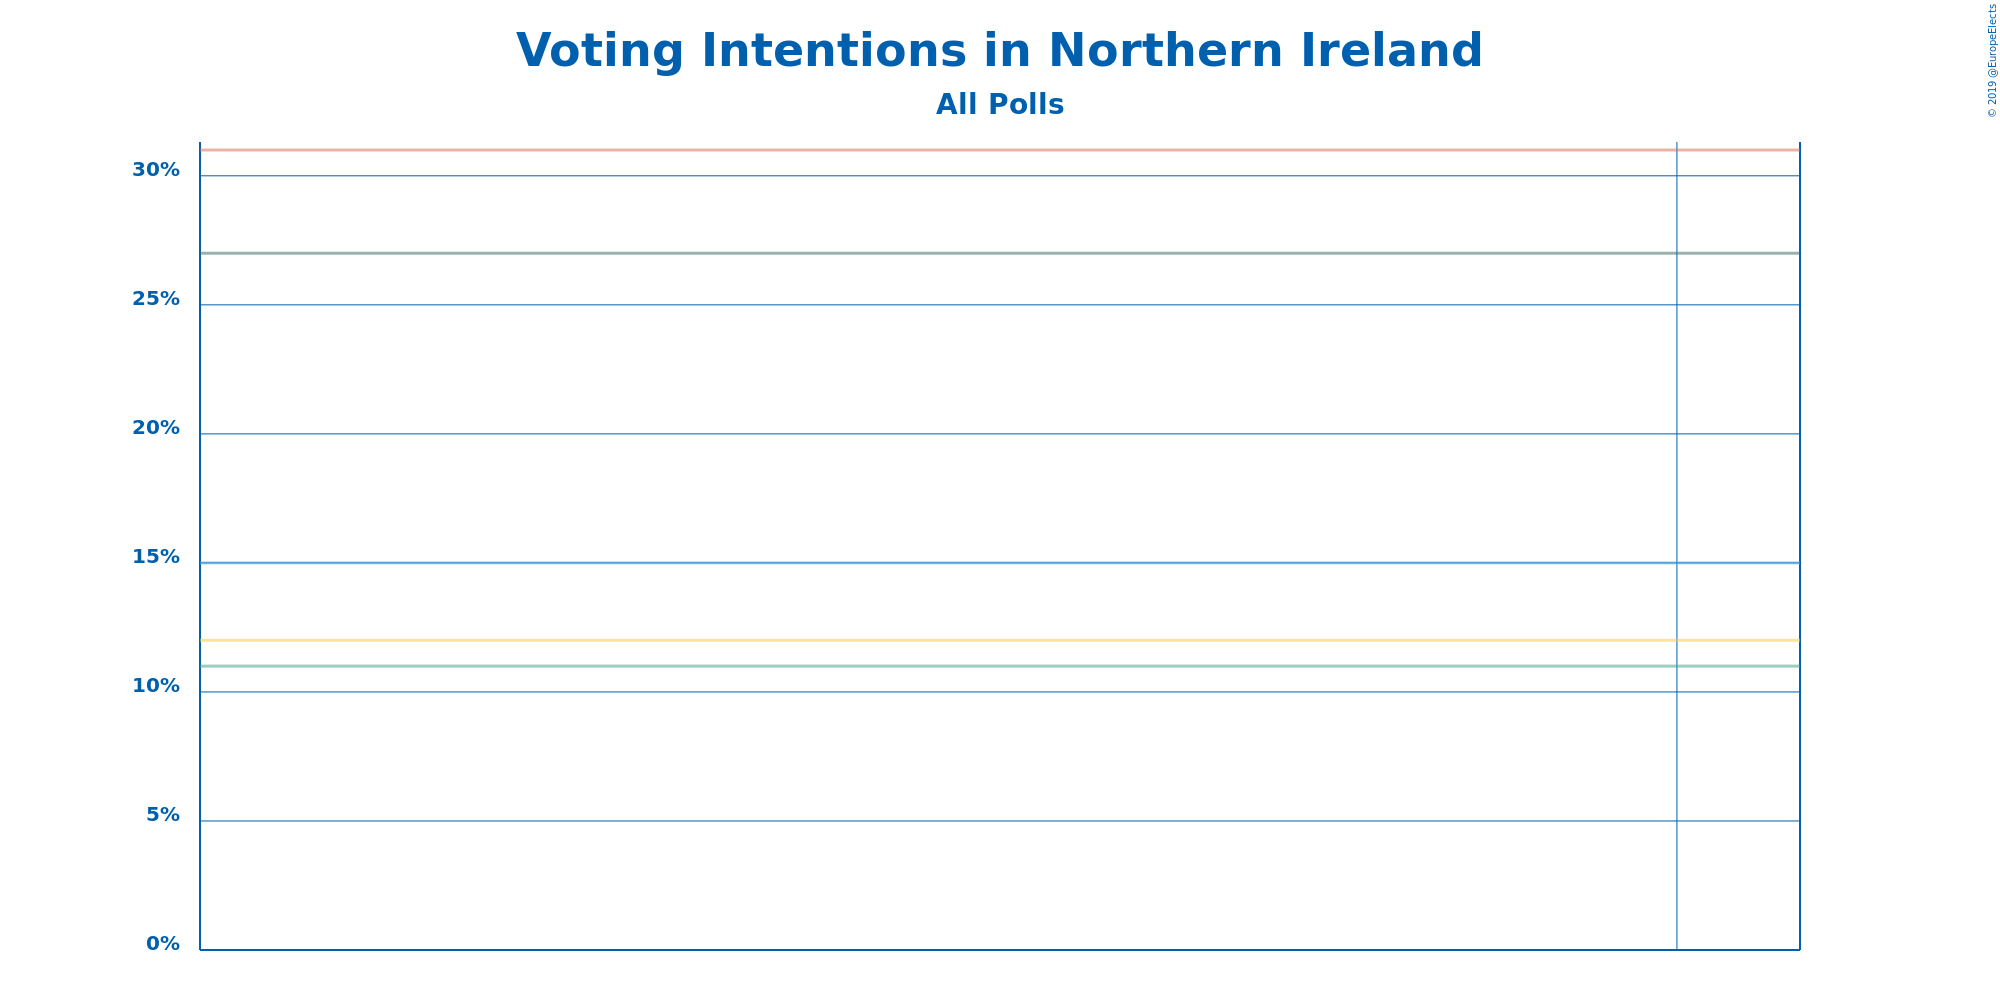 Voting Intentions in Northern Ireland
All Polls
30%
25%
20%
15%
10%
5%
0%
© 2019 @EuropeElects